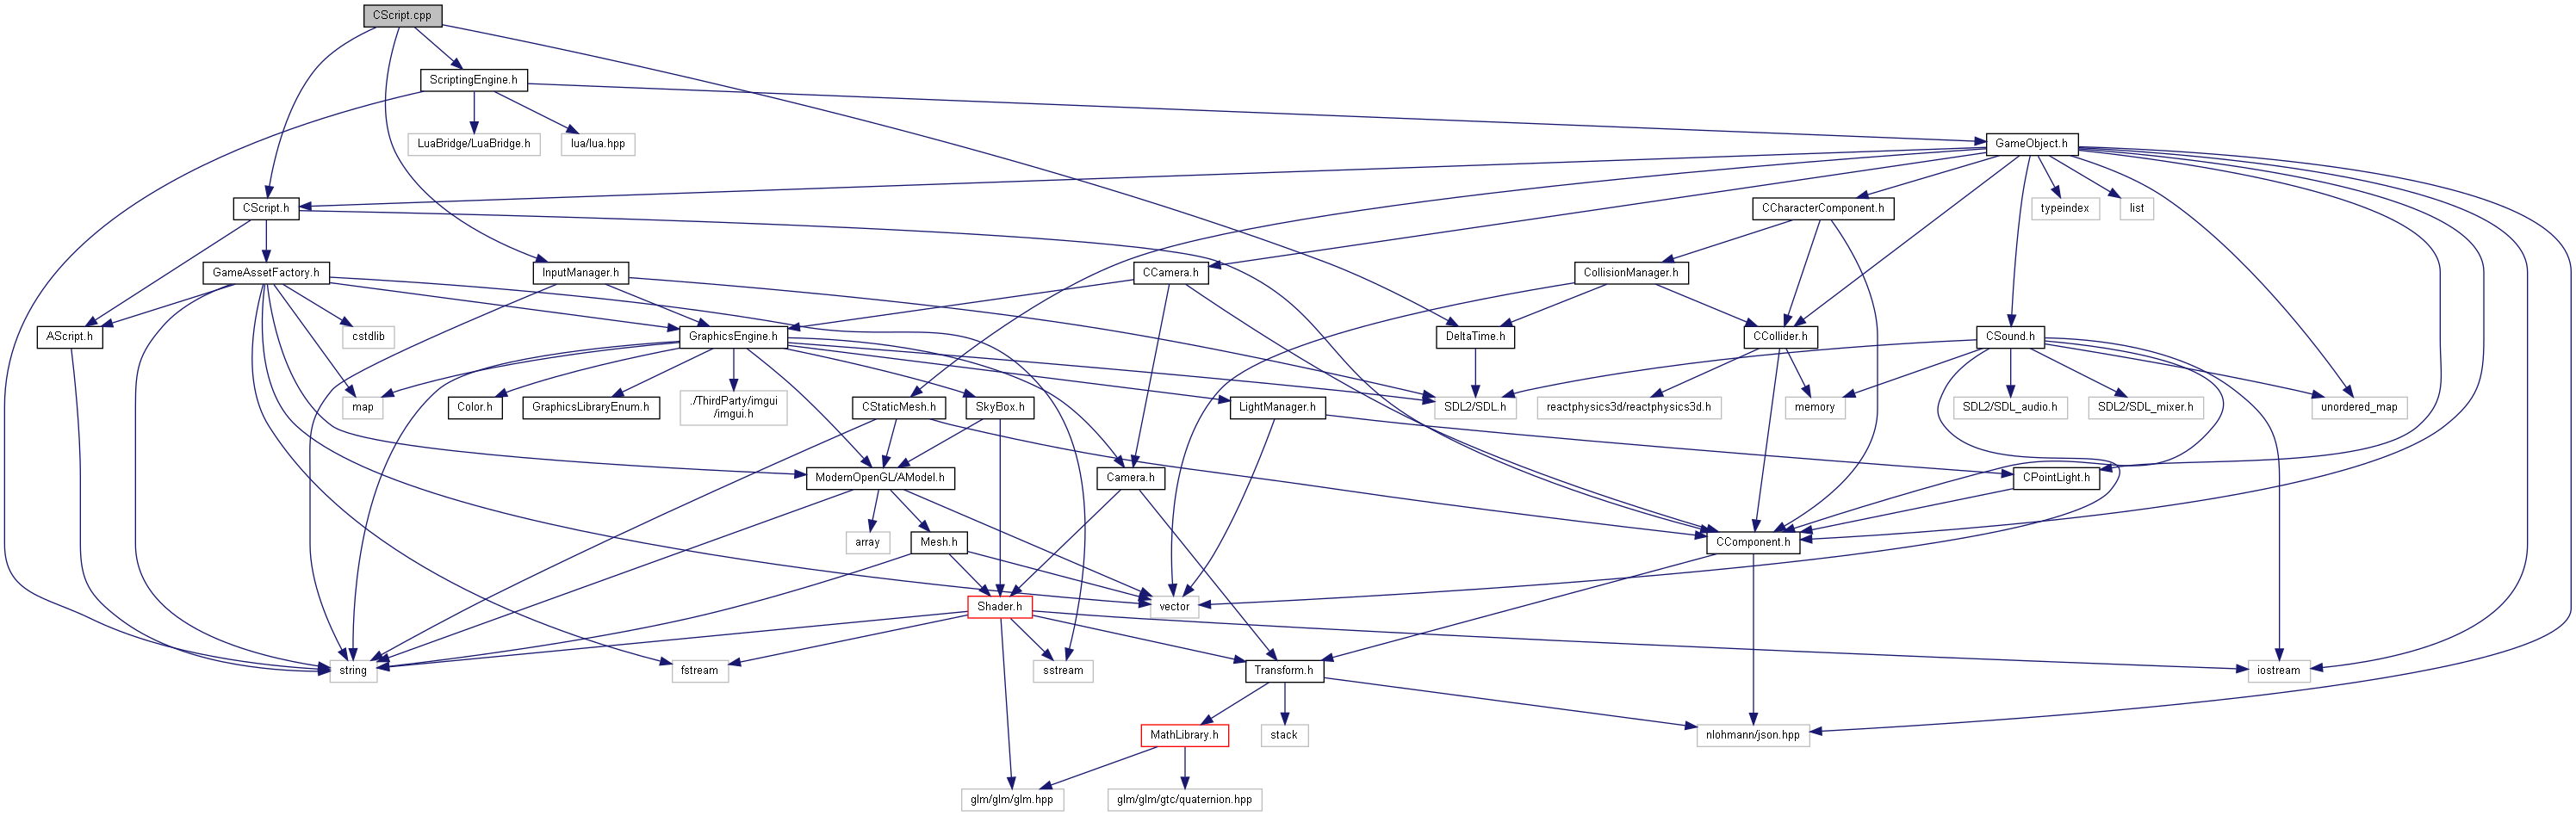 CScript.cpp
ScriptingEngine.h
LuaBridge/LuaBridge.h
lua/lua.hpp
GameObject.h
CScript.h
CCharacterComponent.h
typeindex
list
GameAssetFactory.h
InputManager.h
CCamera.h
CollisionManager.h
AScript.h
cstdlib
GraphicsEngine.h
DeltaTime.h
CCollider.h
CSound.h
map
Color.h
GraphicsLibraryEnum.h
./ThirdParty/imgui
/imgui.h
CStaticMesh.h
SkyBox.h
LightManager.h
SDL2/SDL.h
reactphysics3d/reactphysics3d.h
memory
SDL2/SDL_audio.h
SDL2/SDL_mixer.h
unordered_map
ModernOpenGL/AModel.h
Camera.h
CPointLight.h
array
Mesh.h
CComponent.h
Shader.h
vector
string
fstream
sstream
Transform.h
iostream
MathLibrary.h
stack
nlohmann/json.hpp
glm/glm/glm.hpp
glm/glm/gtc/quaternion.hpp